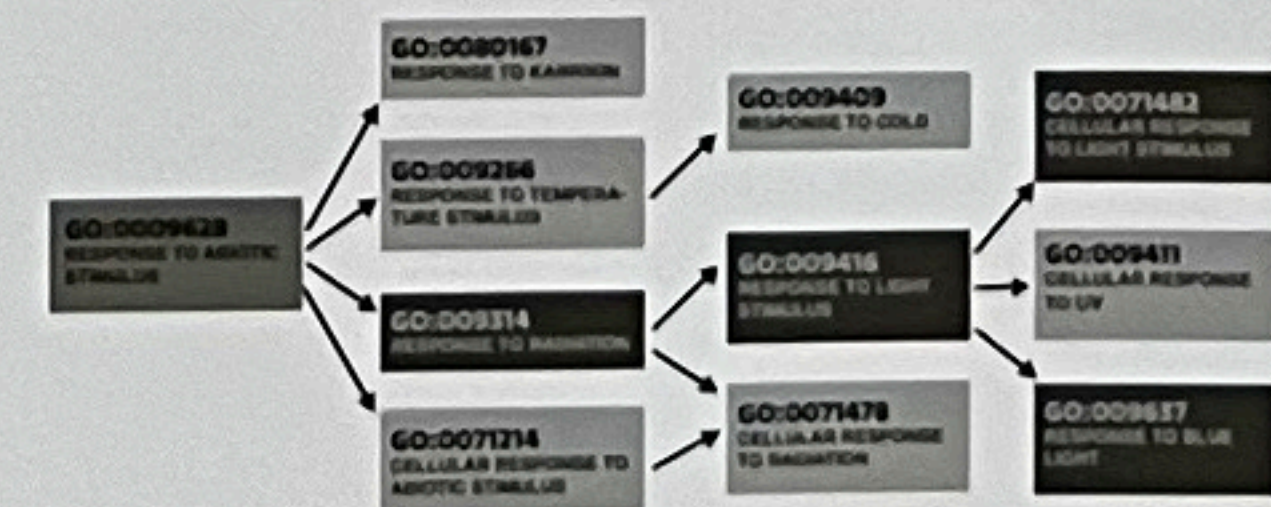 GO:0080167
RESPONSE TO KARRIKIN
GO:009409
RESPONSE TO COLD
GO:0071482
CELLULAR RESPONSE
TO LIGHT STIMULUS
GO:009266
RESPONSE TO TEMPERA-
TURE STIMULUS
GO:0009628
RESPONSE TO ABIOTIC
STIMULUS
GO:009416
RESPONSE TO LIGHT
STIMULUS
GO:009411
CELLULAR RESPONSE
TO UV
GO:009314
RESPONSE TO RADIATION
GO:0071478
CELLULAR RESPONSE
TO RADIATION
GO:009637
RESPONSE TO BLUE
LIGHT
GO:0071214
CELLULAR RESPONSE TO
ABIOTIC STIMULUS